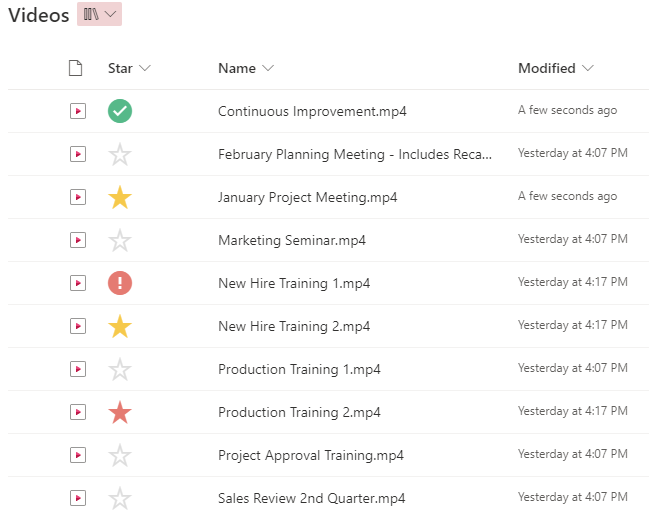 Videos
Star Name Modified
Continuous Improvement.mp4 A few seconds ago
February Planning Meeting - Includes Reca... Yesterday at 4:07 PM
January Project Meeting.mp4 A few seconds ago
Marketing Seminar.mp4 Yesterday at 4:07 PM
New Hire Training 1.mp4 Yesterday at 4:17 PM
New Hire Training 2.mp4 Yesterday at 4:17 PM
Production Training 1.mp4 Yesterday at 4:07 PM
Production Training 2.mp4 Yesterday at 4:17 PM
Project Approval Training.mp4 Yesterday at 4:07 PM
Sales Review 2nd Quarter.mp4 Yesterday at 4:07 PM